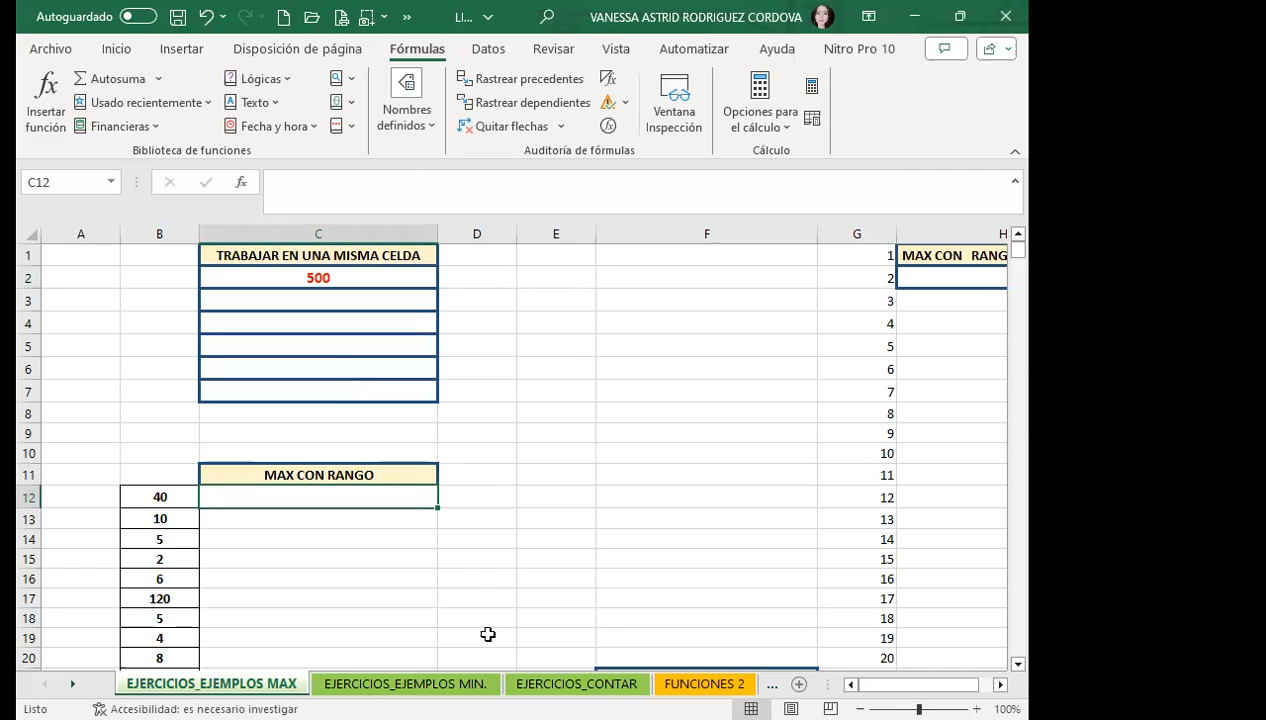 Autoguardado
LI...
VANESSA ASTRID RODRIGUEZ CORDOVA
Archivo Inicio Insertar Disposición de página Fórmulas Datos Revisar Vista Automatizar Ayuda Nitro Pro 10
fx
Insertar
función
Autosuma
Usado recientemente
Financieras
Lógicas
Texto
Fecha y hora
Biblioteca de funciones
Nombres
definidos
Rastrear precedentes
Rastrear dependientes
Quitar flechas
Ventana
Inspección
Auditoría de fórmulas
Opciones para
el cálculo
Cálculo
C12
fx
A B C D E F G H
1 TRABAJAR EN UNA MISMA CELDA 1 MAX CON RANG
2 500 2
3 3
4 4
5 5
6 6
7 7
8 8
9 9
10 10
11 MAX CON RANGO 11
12 40 12
13 10 13
14 5 14
15 2 15
16 6 16
17 120 17
18 5 18
19 4 19
20 8 20
EJERCICIOS_EJEMPLOS MAX EJERCICIOS_EJEMPLOS MIN. EJERCICIOS_CONTAR FUNCIONES 2 ...
Listo
Accesibilidad: es necesario investigar
100%